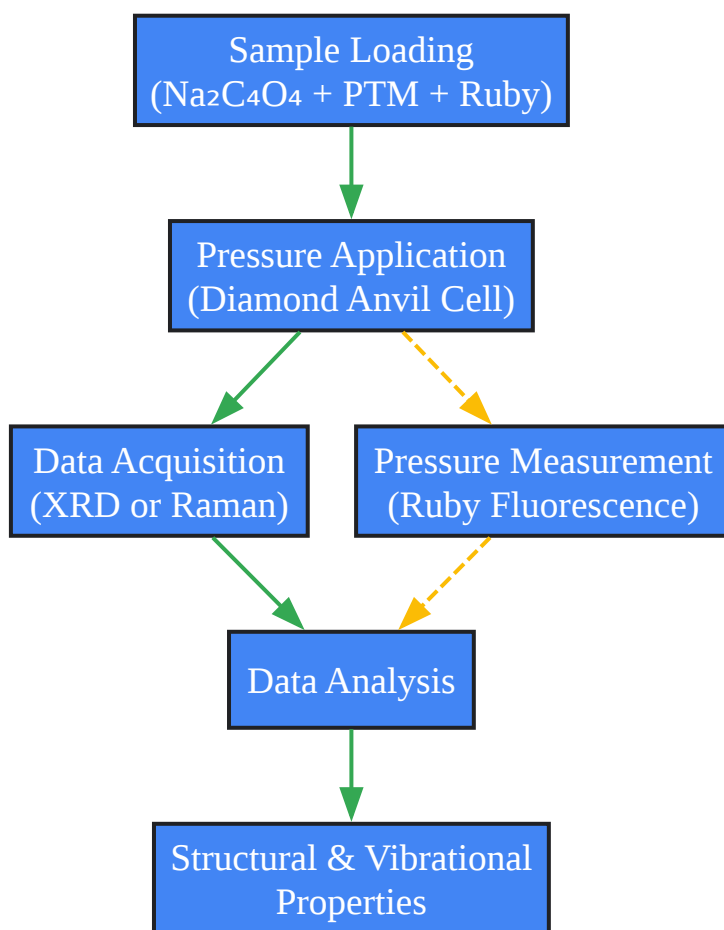 Sample Loading
(Na₂C₄O₄ + PTM + Ruby)
Pressure Application
(Diamond Anvil Cell)
Data Acquisition
(XRD or Raman)
Pressure Measurement
(Ruby Fluorescence)
Data Analysis
Structural & Vibrational
Properties